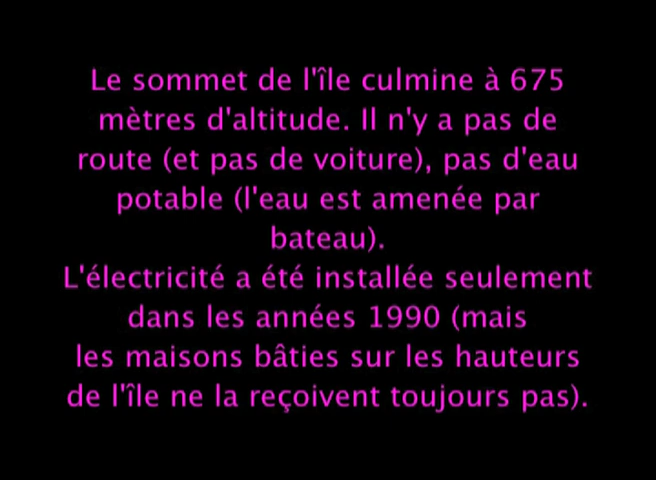 Le sommet de l'île culmine à 675
mètres d'altitude. Il n'y a pas de
route (et pas de voiture), pas d'eau
potable (l'eau est amenée par
bateau).
L'électricité a été installée seulement
dans les années 1990 (mais
les maisons bâties sur les hauteurs
de l'île ne la reçoivent toujours pas).